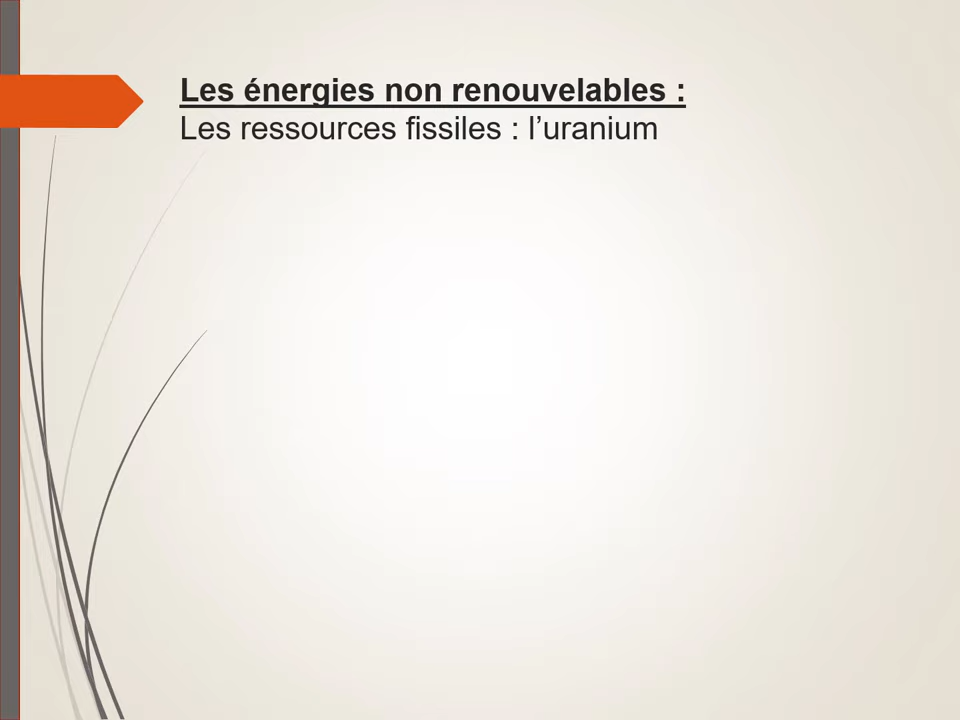 Les énergies non renouvelables :
Les ressources fissiles : l’uranium